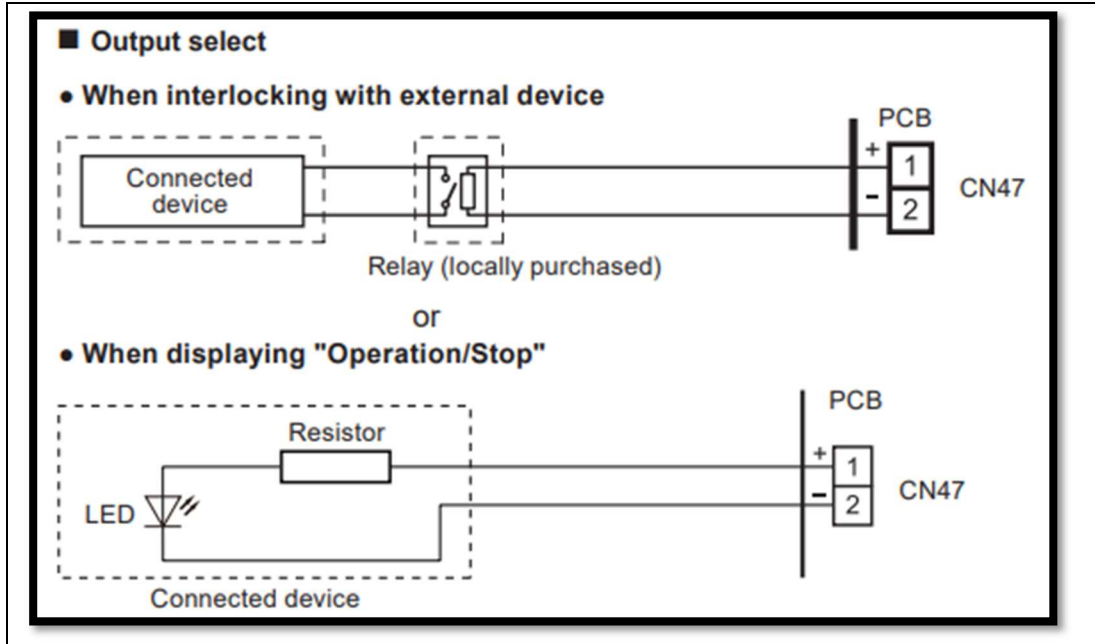 ■ Output select
● When interlocking with external device
PCB
Connected
device
+
1
CN47
-
2
Relay (locally purchased)
or
● When displaying "Operation/Stop"
PCB
Resistor
+
1
CN47
LED
-
2
Connected device